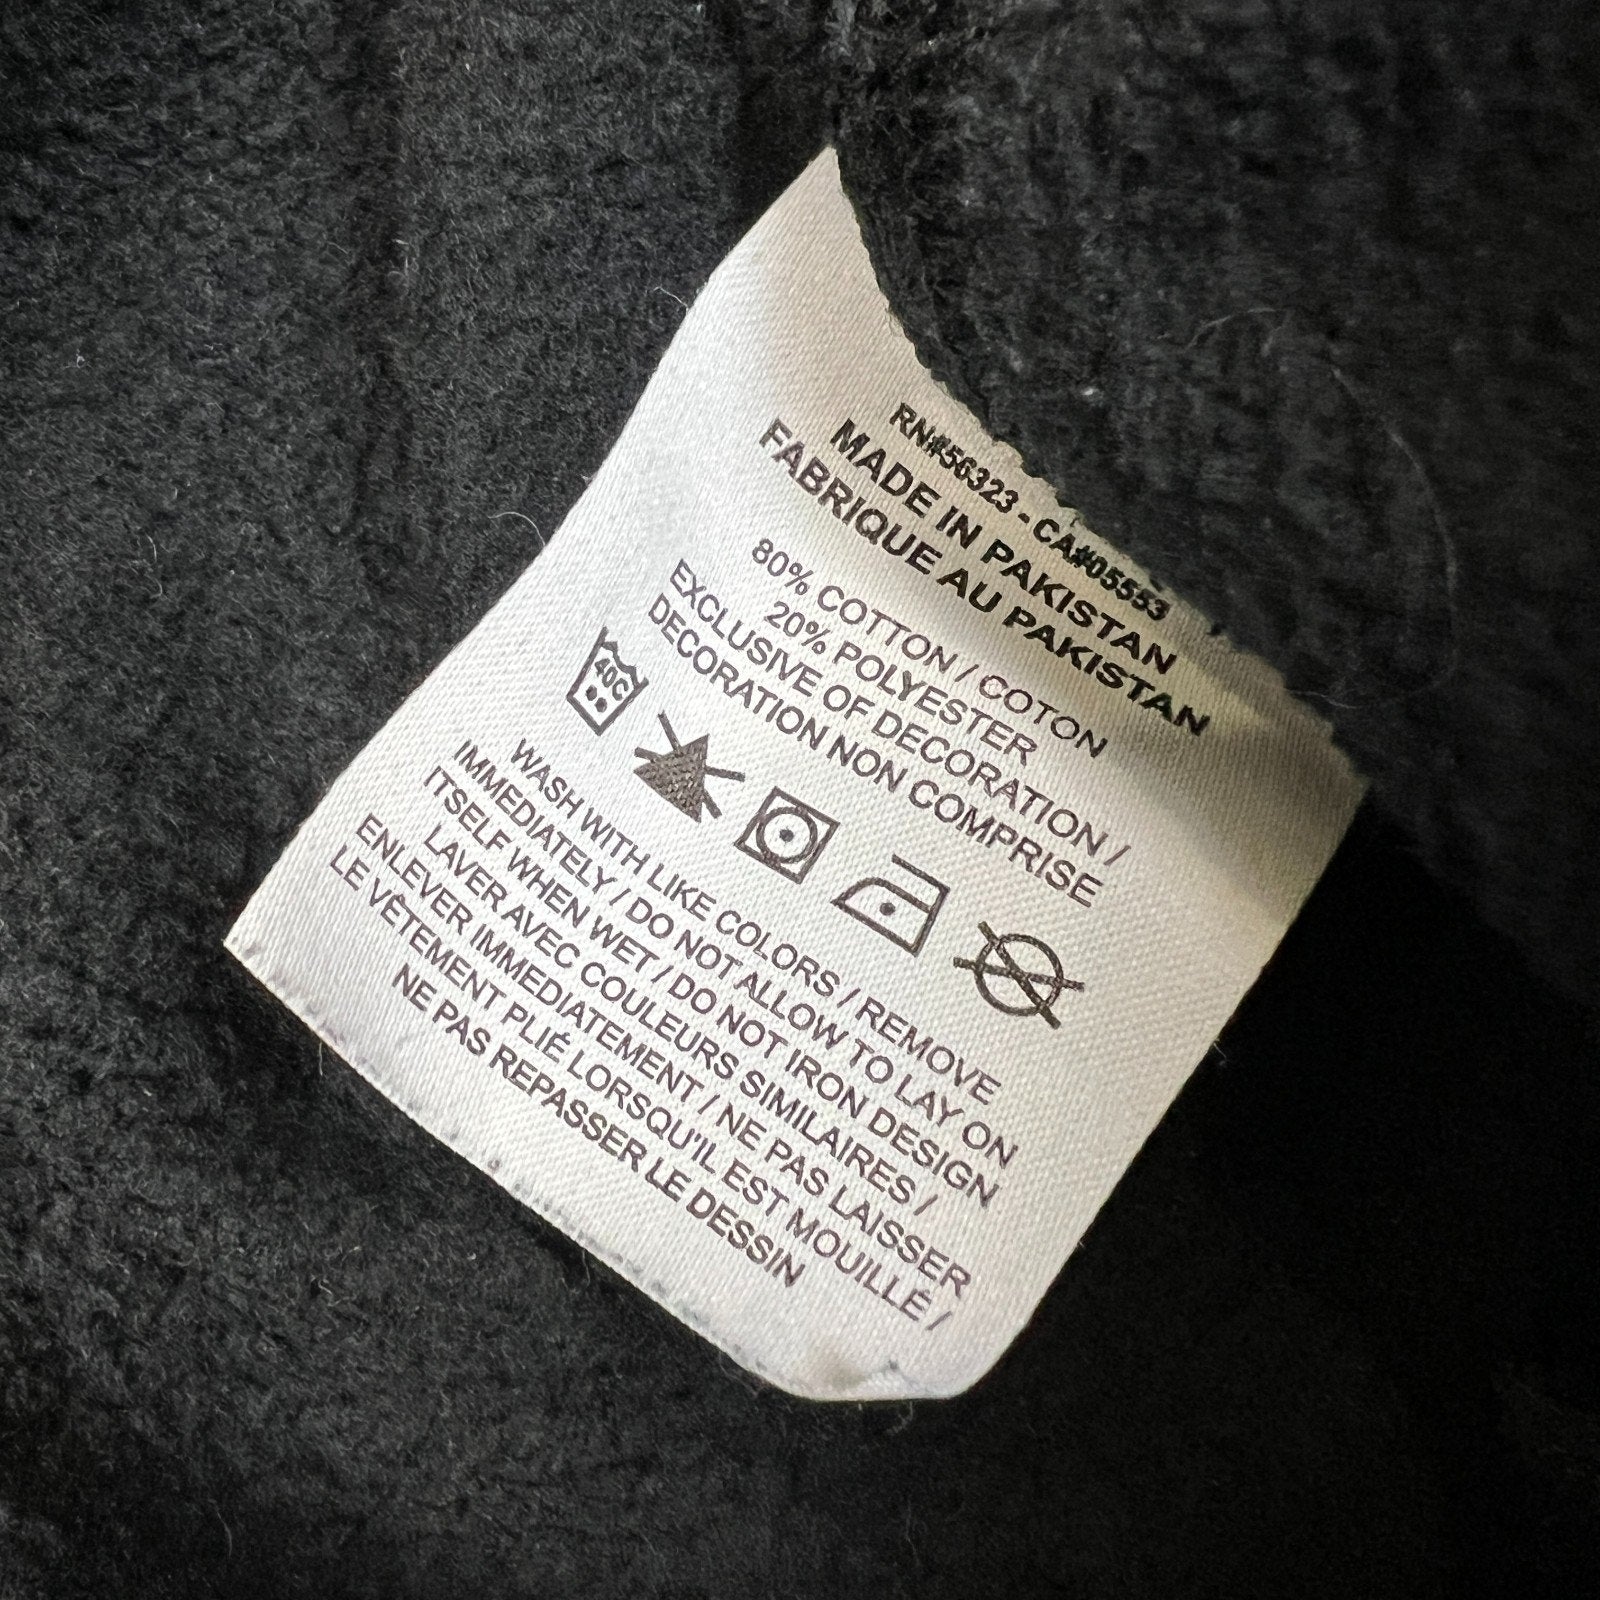 RN#56323 - CA#05553
MADE IN PAKISTAN
FABRIQUE AU PAKISTAN
80% COTTON / COTON
20% POLYESTER
EXCLUSIVE OF DECORATION /
DECORATION NON COMPRISE
40C
WASH WITH LIKE COLORS / REMOVE
IMMEDIATELY / DO NOT ALLOW TO LAY ON
ITSELF WHEN WET / DO NOT IRON DESIGN
LAVER AVEC COULEURS SIMILAIRES /
ENLEVER IMMEDIATEMENT / NE PAS LAISSER
LE VÊTEMENT PLIÉ LORSQU'IL EST MOUILLÉ /
NE PAS REPASSER LE DESSIN